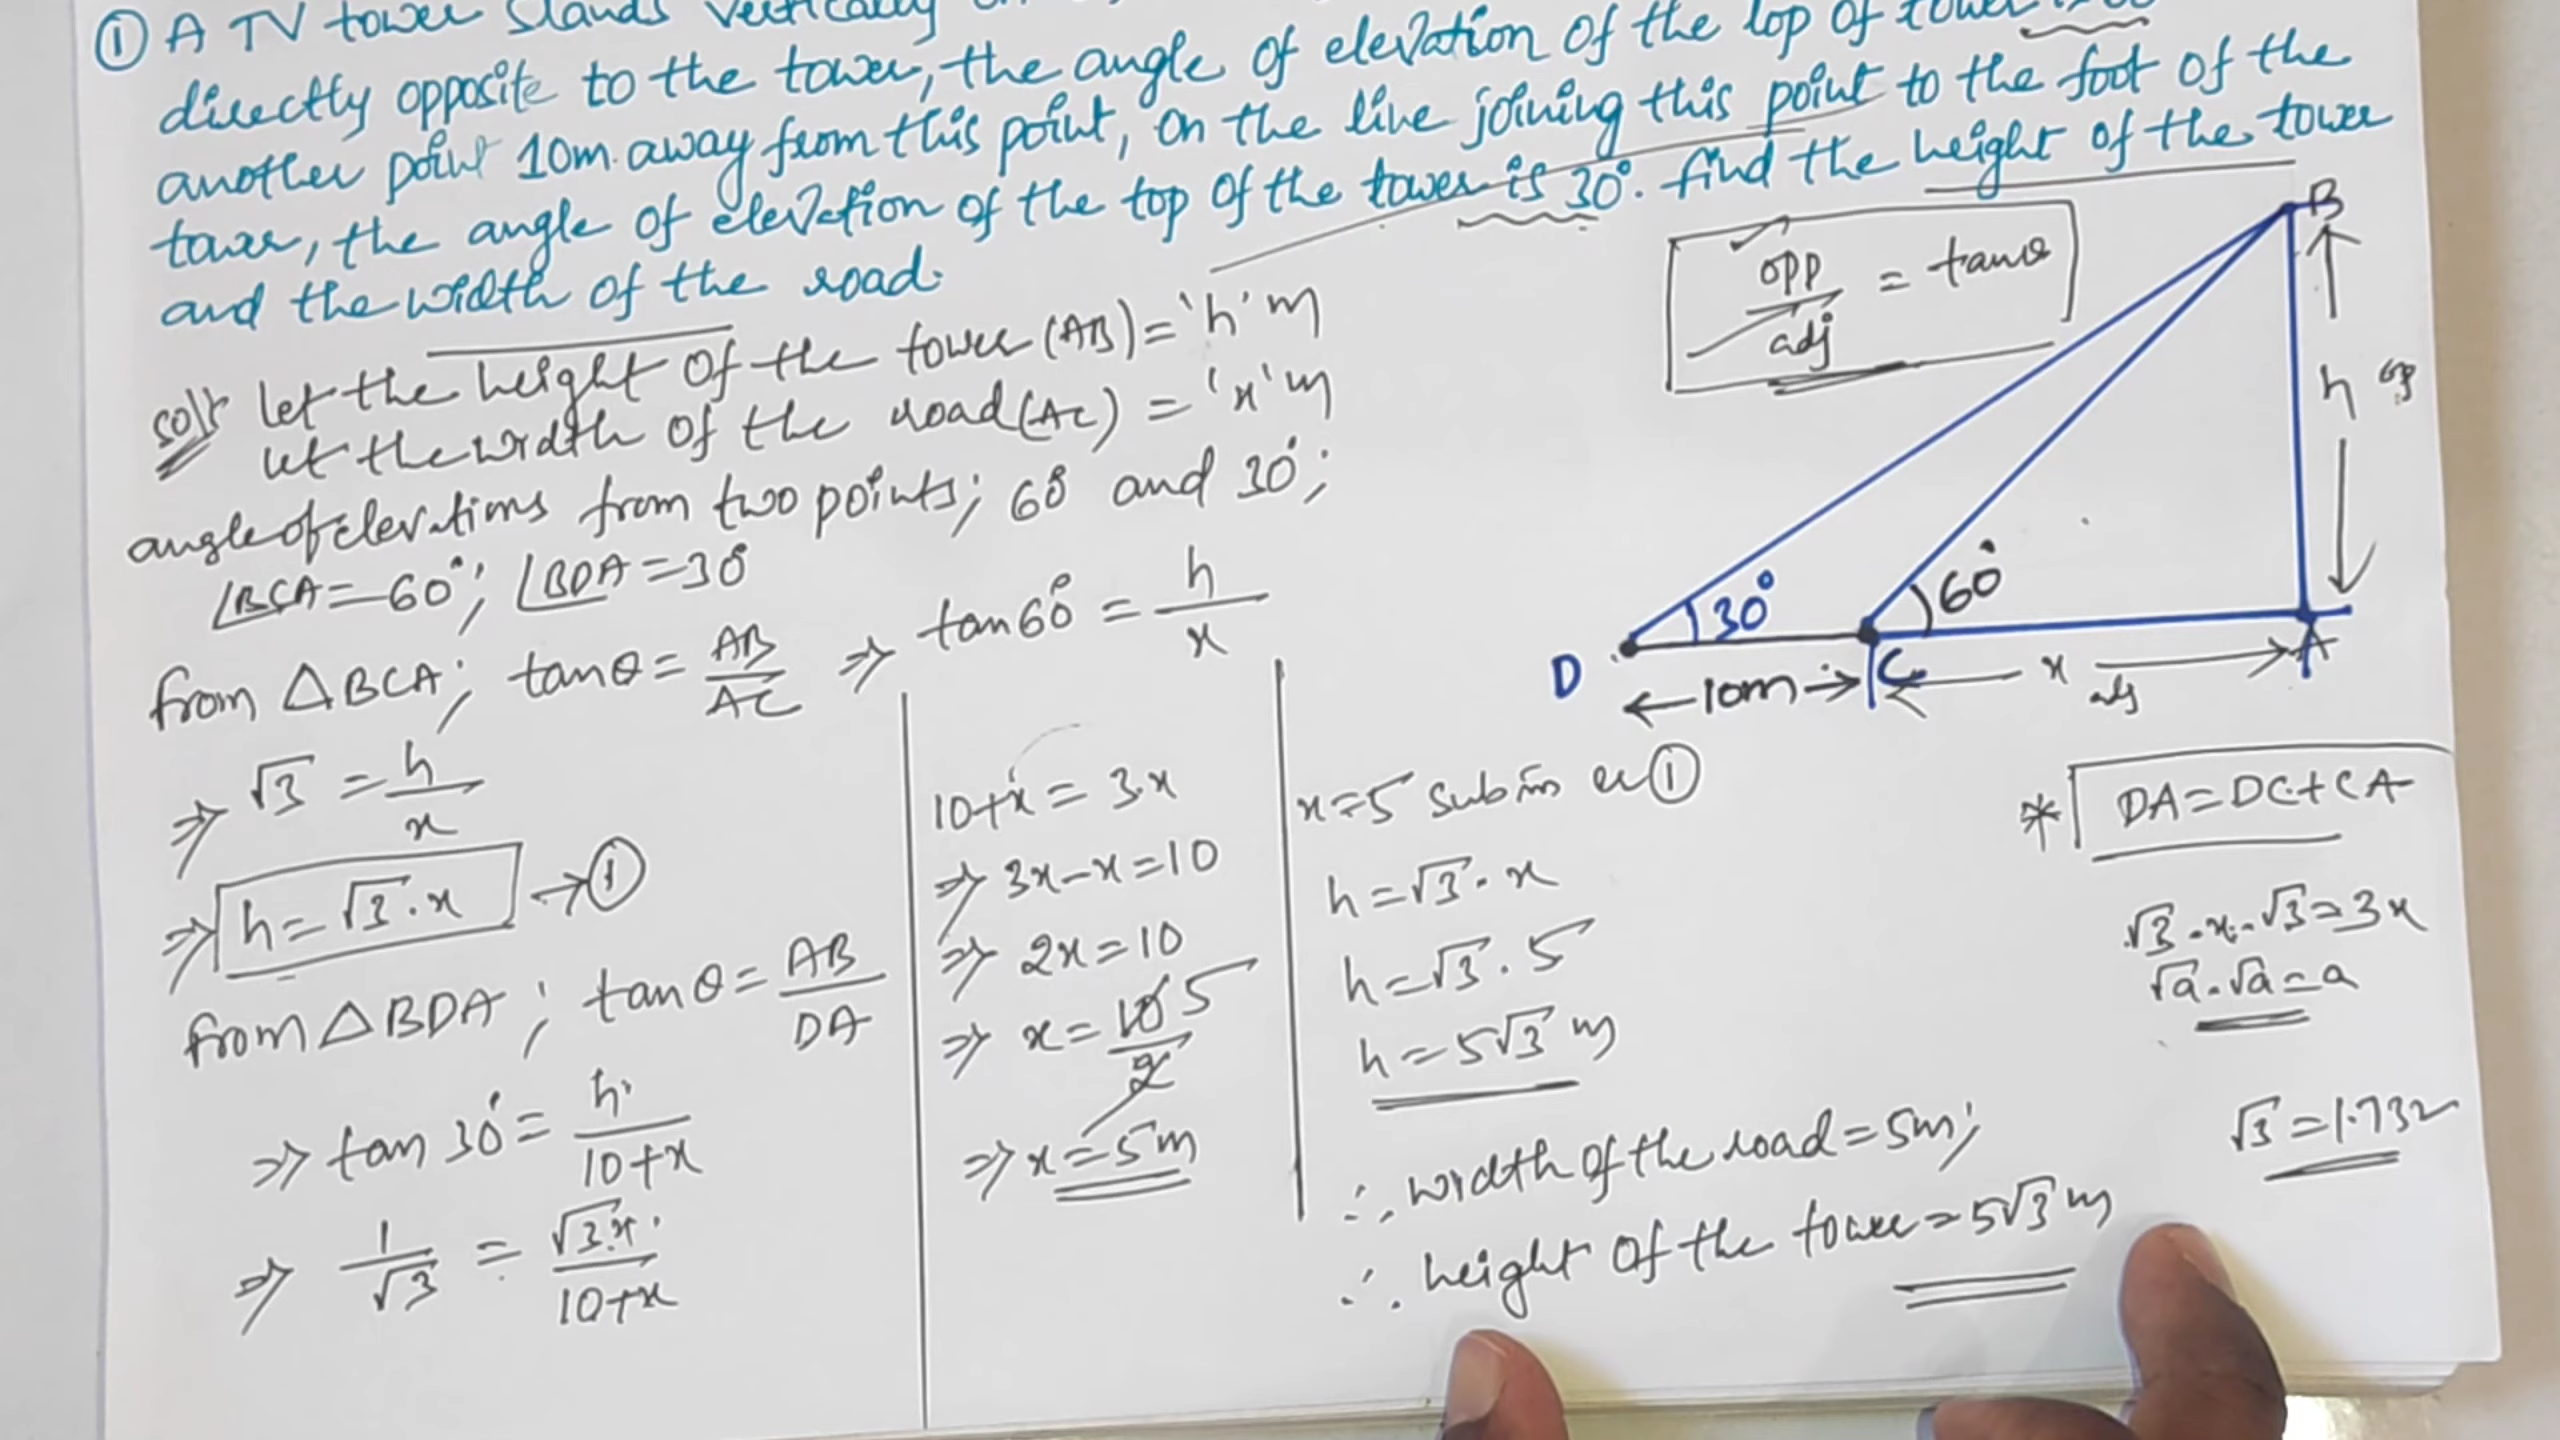 ① A TV tower stands vertically on
directly opposite to the tower, the angle of elevation of the top of tower is 60
another point 10m away from this point, on the line joining this point to the foot of the
tower, the angle of elevation of the top of the tower is 30°. find the height of the tower
and the width of the road.
opp/adj = tanθ
B
h opp
30°
60°
D
C
A
←10m→
x
adj
Let the height of the tower (AB) = 'h' m
let the width of the road (AC) = 'x' m
angle of elevations from two points; 60° and 30°;
∠BCA = 60°; ∠BDA = 30°
from △BCA; tanθ = AB/AC ⇒ tan60° = h/x
⇒ √3 = h/x
⇒ h = √3.x → ①
from △BDA; tanθ = AB/DA
⇒ tan 30° = h/10+x
⇒ 1/√3 = √3.x/10+x
10+x = 3x
⇒ 3x-x = 10
⇒ 2x = 10
⇒ x = 10/2 5
⇒ x = 5m
x = 5 sub in ①
h = √3.x
h = √3.5
h = 5√3 m
∴ width of the road = 5m;
∴ height of the tower = 5√3 m
* DA = DC + CA
√3.x.√3 = 3x
√a.√a = a
√3 = 1.732